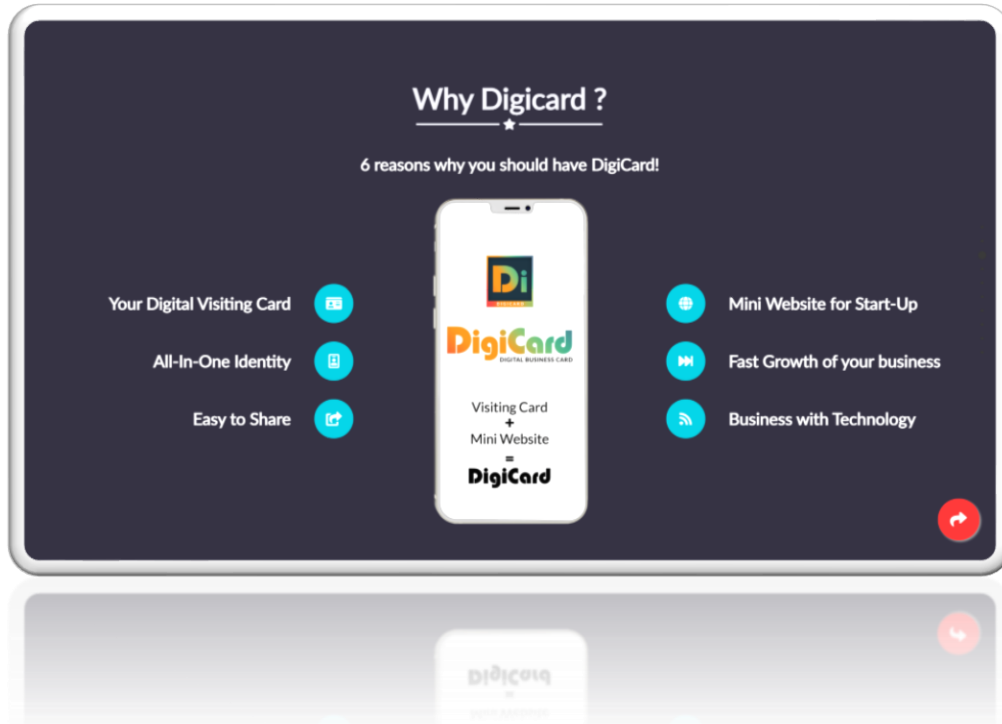 Why Digicard ?
6 reasons why you should have DigiCard!
Your Digital Visiting Card
All-In-One Identity
Easy to Share
Di
DIGICARD
DigiCard
DIGITAL BUSINESS CARD
Visiting Card
+
Mini Website
=
DigiCard
Mini Website for Start-Up
Fast Growth of your business
Business with Technology